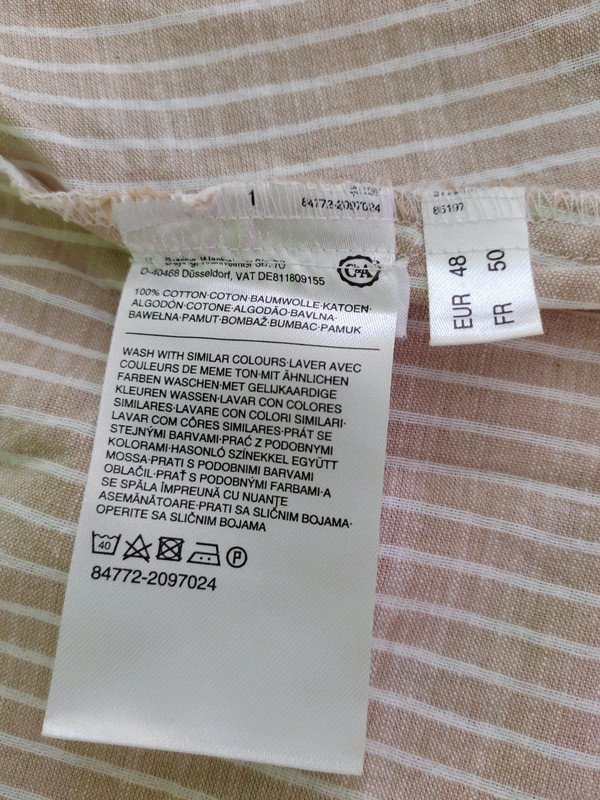 1
84772-2097024
85197
EUR 48
FR 50
Buying, Str. 70
D-40468 Düsseldorf, VAT DE811809155
C&A
100% COTTON·COTON·BAUMWOLLE·KATOEN·
ALGODÓN·COTONE·ALGODÃO·BAVLNA·
BAWEŁNA·PAMUT·BOMBAŽ·BUMBAC·PAMUK
WASH WITH SIMILAR COLOURS·LAVER AVEC
COULEURS DE MEME TON·MIT ÄHNLICHEN
FARBEN WASCHEN·MET GELIJKAARDIGE
KLEUREN WASSEN·LAVAR CON COLORES
SIMILARES·LAVARE CON COLORI SIMILARI·
LAVAR COM CÔRES SIMILARES·PRÁT SE
STEJNÝMI BARVAMI·PRAĆ Z PODOBNYMI
KOLORAMI·HASONLÓ SZÍNEKKEL EGYÜTT
MOSSA·PRATI S PODOBNIMI BARVAMI
OBLAČIL·PRAŤ S PODOBNÝMI FARBAMI·A
SE SPĂLA ÎMPREUNĂ CU NUANŢE
ASEMĂNĂTOARE·PRATI SA SLIČNIM BOJAMA·
OPERITE SA SLIČNIM BOJAMA
40 P
84772-2097024